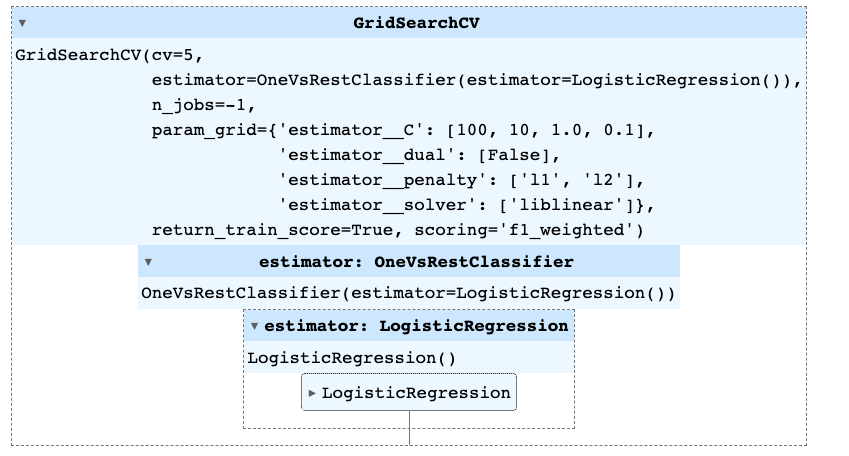 GridSearchCV
GridSearchCV(cv=5,
estimator=OneVsRestClassifier(estimator=LogisticRegression()),
n_jobs=-1,
param_grid={'estimator__C': [100, 10, 1.0, 0.1],
'estimator__dual': [False],
'estimator__penalty': ['l1', 'l2'],
'estimator__solver': ['liblinear']},
return_train_score=True, scoring='f1_weighted')
estimator: OneVsRestClassifier
OneVsRestClassifier(estimator=LogisticRegression())
estimator: LogisticRegression
LogisticRegression()
LogisticRegression